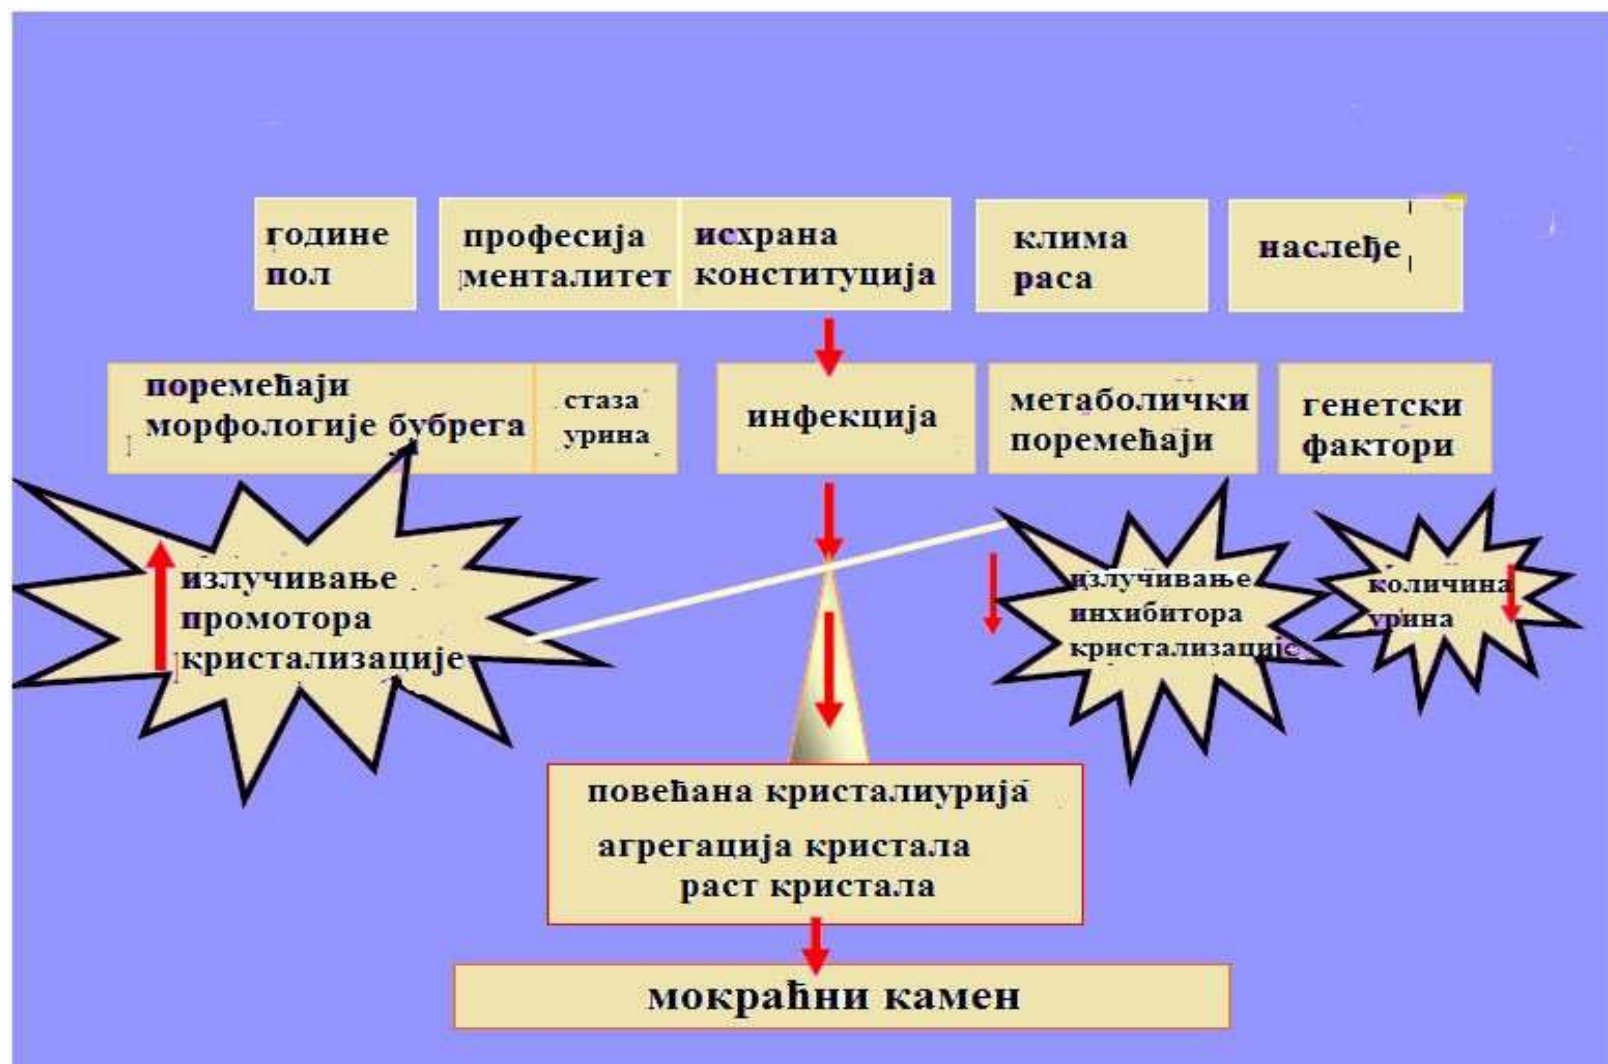 године
пол
професија
менталитет
исхрана
конституција
клима
раса
наслеђе
поремећаји
морфологије бубрега
стаза
урина
инфекција
метаболички
поремећаји
генетски
фактори
излучивање
промотора
кристализације
излучивање
инхибитора
кристализације
количина
урина
повећана кристалиурија
агрегација кристала
раст кристала
мокраћни камен